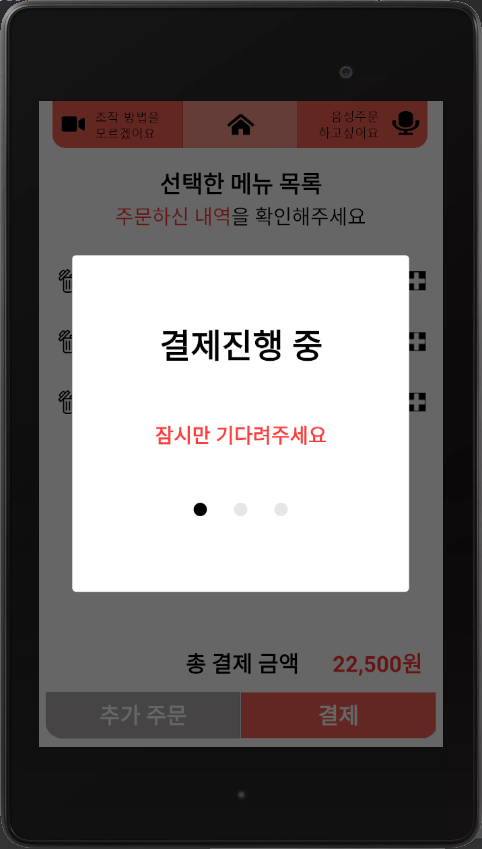 조작 방법을
모르겠어요
음성주문
하고싶어요
선택한 메뉴 목록
주문하신 내역을 확인해주세요
결제진행 중
잠시만 기다려주세요
총 결제 금액 22,500원
추가 주문
결제